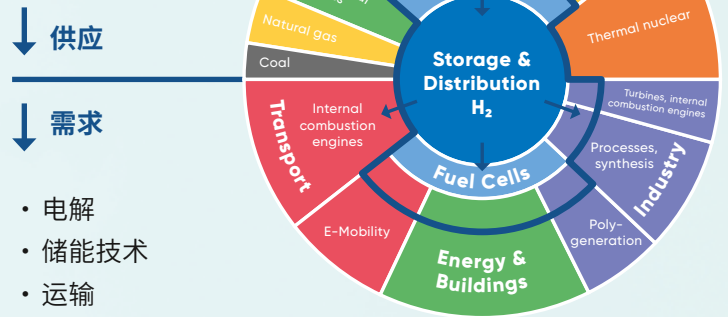 供应
需求
· 电解
· 储能技术
· 运输
Natural gas
Coal
Thermal nuclear
Storage &
Distribution
H₂
Transport
Internal
combustion
engines
Turbines, internal
combustion engines
Processes,
synthesis
Industry
Fuel Cells
E-Mobility
Energy &
Buildings
Poly-
generation